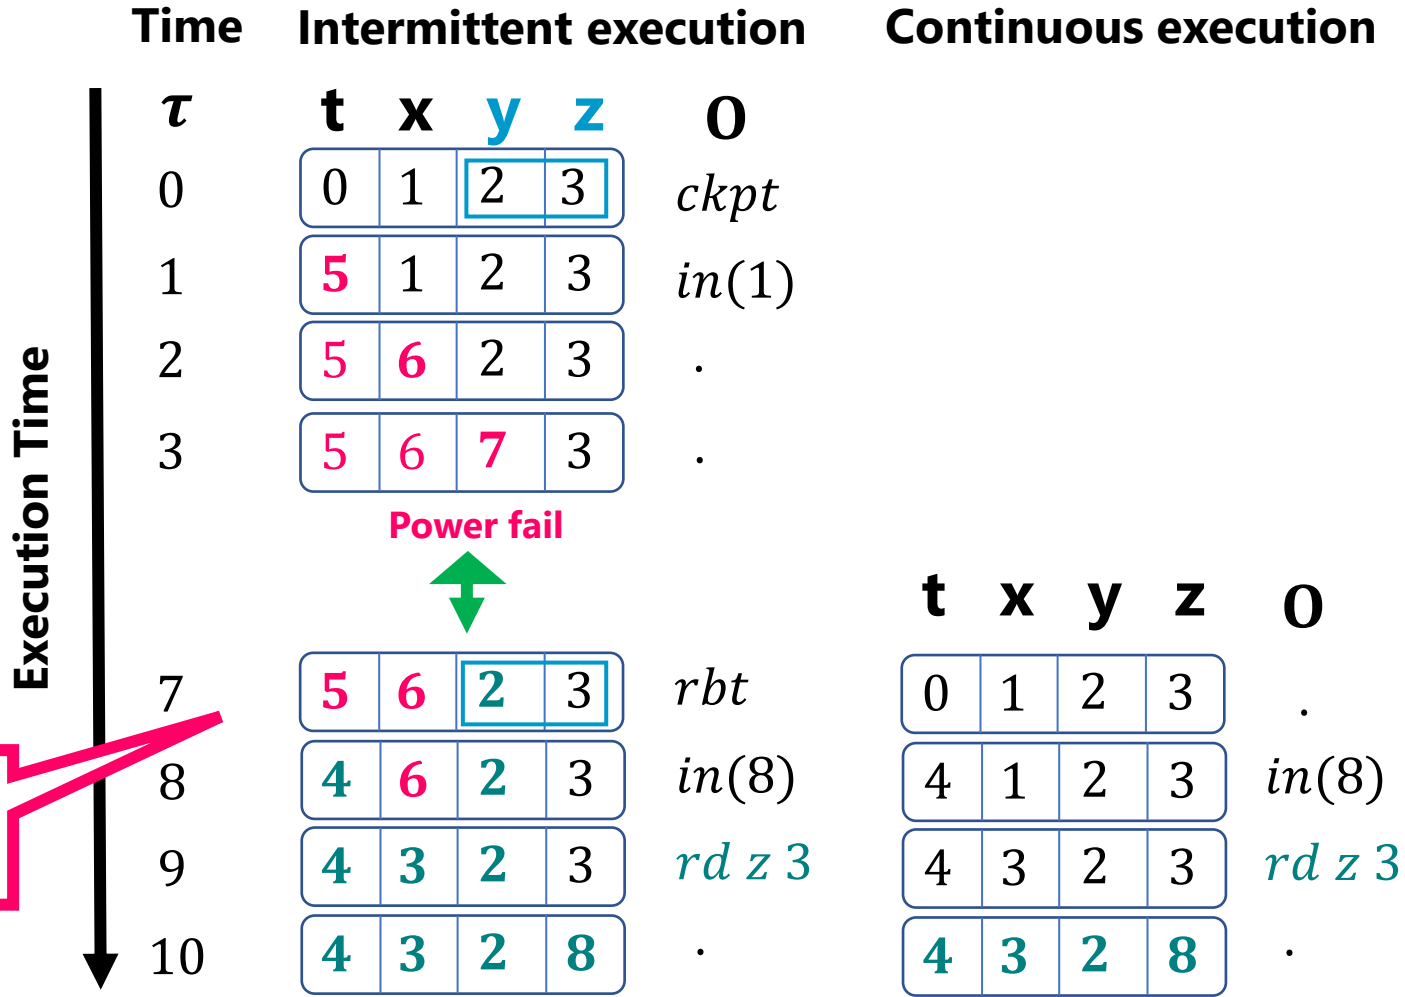 Time Intermittent execution Continuous execution
τ t x y z O
0 0 1 2 3 ckpt
1 5 1 2 3 in(1)
2 5 6 2 3 .
3 5 6 7 3 .
Power fail
Execution Time
t x y z O
7 5 6 2 3 rbt 0 1 2 3 .
8 4 6 2 3 in(8) 4 1 2 3 in(8)
9 4 3 2 3 rd z 3 4 3 2 3 rd z 3
10 4 3 2 8 . 4 3 2 8 .